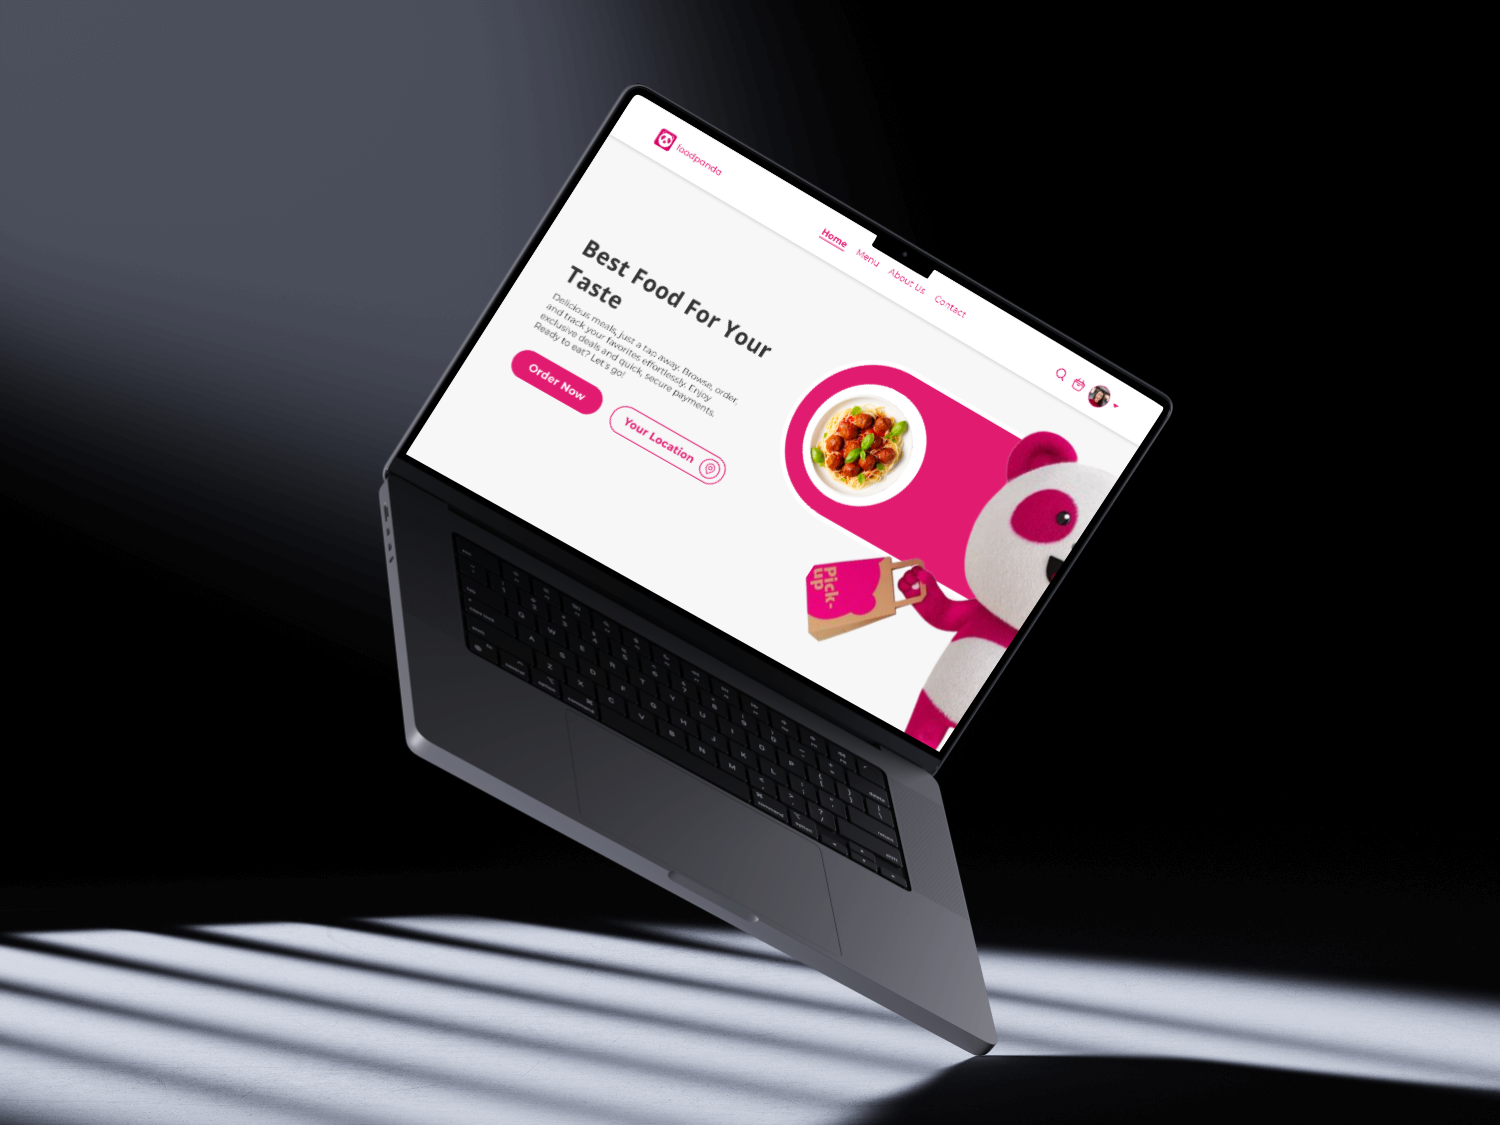 foodpanda
Home
Menu
About Us
Contact
Best Food For Your
Taste
Delicious meals, just a tap away. Browse, order,
and track your favorites effortlessly. Enjoy
exclusive deals and quick, secure payments.
Ready to eat? Let's go!
Order Now
Your Location
Pick-
up